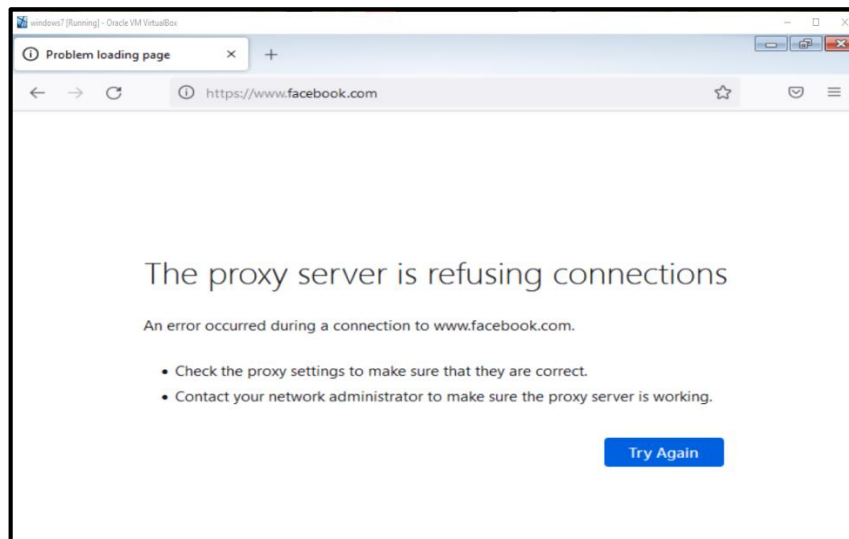 windows7 [Running] - Oracle VM VirtualBox
Problem loading page
https://www.facebook.com
The proxy server is refusing connections
An error occurred during a connection to www.facebook.com.
• Check the proxy settings to make sure that they are correct.
• Contact your network administrator to make sure the proxy server is working.
Try Again